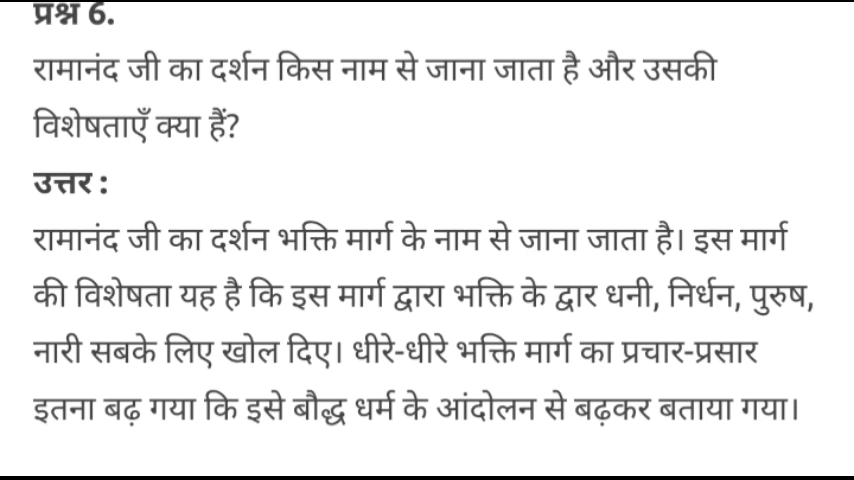 प्रश्न 6.
रामानंद जी का दर्शन किस नाम से जाना जाता है और उसकी
विशेषताएँ क्या हैं?
उत्तर :
रामानंद जी का दर्शन भक्ति मार्ग के नाम से जाना जाता है। इस मार्ग
की विशेषता यह है कि इस मार्ग द्वारा भक्ति के द्वार धनी, निर्धन, पुरुष,
नारी सबके लिए खोल दिए। धीरे-धीरे भक्ति मार्ग का प्रचार-प्रसार
इतना बढ़ गया कि इसे बौद्ध धर्म के आंदोलन से बढ़कर बताया गया।